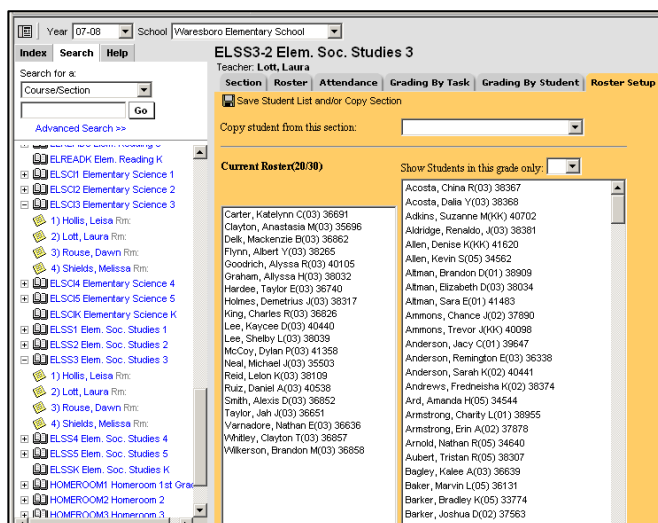 Year 07-08 School Waresboro Elementary School
Index Search Help
Search for a:
Course/Section
Go
Advanced Search >>
ELREADK Elem. Reading K
ELSCI1 Elementary Science 1
ELSCI2 Elementary Science 2
ELSCI3 Elementary Science 3
1) Hollis, Leisa Rm:
2) Lott, Laura Rm:
3) Rouse, Dawn Rm:
4) Shields, Melissa Rm:
ELSCI4 Elementary Science 4
ELSCI5 Elementary Science 5
ELSCIK Elementary Science K
ELSS1 Elem. Soc. Studies 1
ELSS2 Elem. Soc. Studies 2
ELSS3 Elem. Soc. Studies 3
1) Hollis, Leisa Rm:
2) Lott, Laura Rm:
3) Rouse, Dawn Rm:
4) Shields, Melissa Rm:
ELSS4 Elem. Soc. Studies 4
ELSS5 Elem. Soc. Studies 5
ELSSK Elem. Soc. Studies K
HOMEROOM1 Homeroom 1st Grad
HOMEROOM2 Homeroom 2
HOMEROOM3 Homeroom 3
ELSS3-2 Elem. Soc. Studies 3
Teacher: Lott, Laura
Section Roster Attendance Grading By Task Grading By Student Roster Setup
Save Student List and/or Copy Section
Copy student from this section:
Current Roster(20/30)
Carter, Katelynn C(03) 36691
Clayton, Anastasia M(03) 35696
Delk, Mackenzie B(03) 36862
Flynn, Albert Y(03) 38265
Goodrich, Alyssa R(03) 40105
Graham, Allyssa H(03) 38032
Hardee, Taylor E(03) 36740
Holmes, Demetrius J(03) 38317
King, Charles R(03) 36826
Lee, Kaycee D(03) 40440
Lee, Shelby L(03) 38039
McCoy, Dylan P(03) 41358
Neal, Michael J(03) 35503
Reid, Lelon K(03) 38109
Ruiz, Daniel A(03) 40538
Smith, Alexis D(03) 36852
Taylor, Jah J(03) 36651
Varnadore, Nathan E(03) 36636
Whitley, Clayton T(03) 36857
Wilkerson, Brandon M(03) 36858
Show Students in this grade only:
Acosta, China R(03) 38367
Acosta, Dalia Y(03) 38368
Adkins, Suzanne M(KK) 40702
Aldridge, Renaldo, J(03) 38381
Allen, Denise K(KK) 41620
Allen, Kevin S(05) 34562
Altman, Brandon D(01) 38909
Altman, Elizabeth D(03) 38034
Altman, Sara E(01) 41483
Ammons, Chance J(02) 37890
Ammons, Trevor J(KK) 40098
Anderson, Jacy C(01) 39647
Anderson, Remington E(03) 36338
Anderson, Sarah K(02) 40441
Andrews, Fredneisha K(02) 38374
Ard, Amanda H(05) 34544
Armstrong, Charity L(01) 38955
Armstrong, Erin A(02) 37878
Arnold, Nathan R(05) 34640
Aubert, Tristan R(05) 38307
Bagley, Kalee A(03) 36639
Baker, Marvin L(05) 36131
Barker, Bradley K(05) 33774
Barker, Joshua D(02) 37563